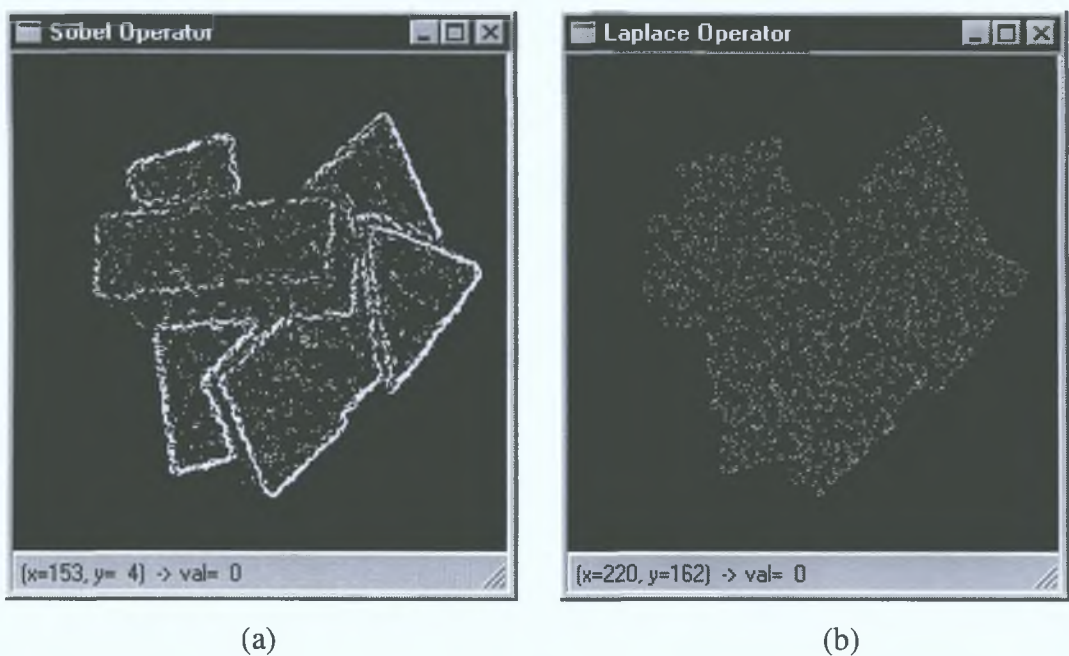 Sobel Operator
Laplace Operator
(x=153, y= 4) -> val= 0
(x=220, y=162) -> val= 0
(a)
(b)